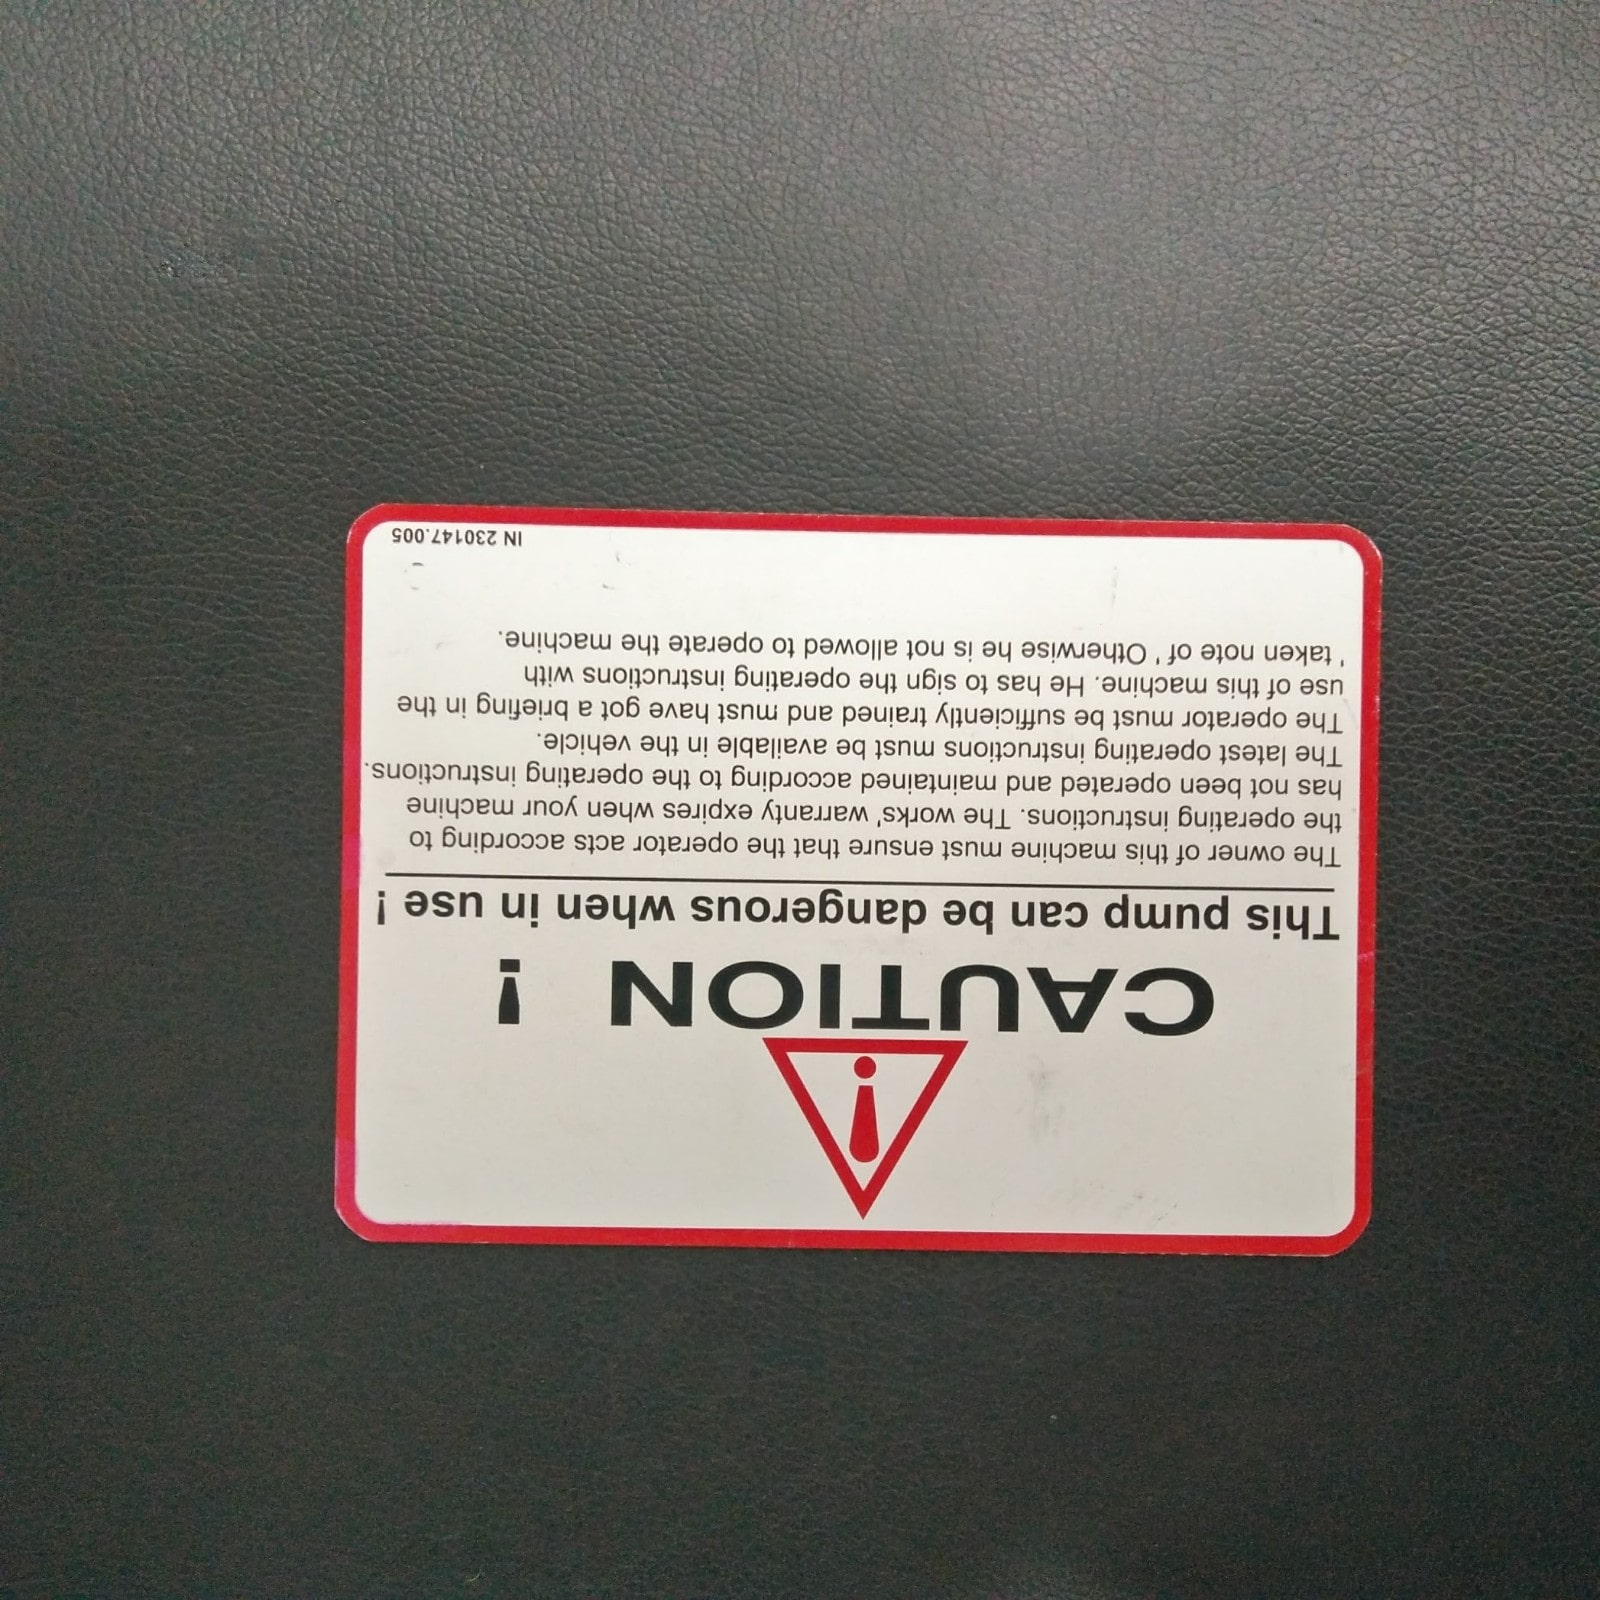 CAUTION !
This pump can be dangerous when in use !
The owner of this machine must ensure that the operator acts according to
the operating instructions. The works' warranty expires when your machine
has not been operated and maintained according to the operating instructions.
The latest operating instructions must be available in the vehicle.
The operator must be sufficiently trained and must have got a briefing in the
use of this machine. He has to sign the operating instructions with
' taken note of ' Otherwise he is not allowed to operate the machine.
IN 230147.005